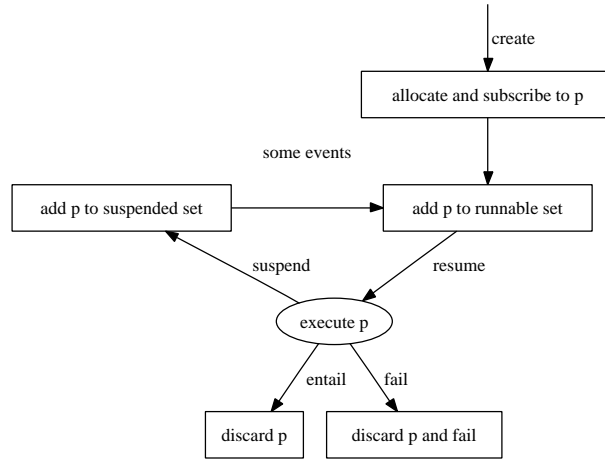 create
allocate and subscribe to p
some events
add p to suspended set
add p to runnable set
suspend
resume
execute p
entail
fail
discard p
discard p and fail